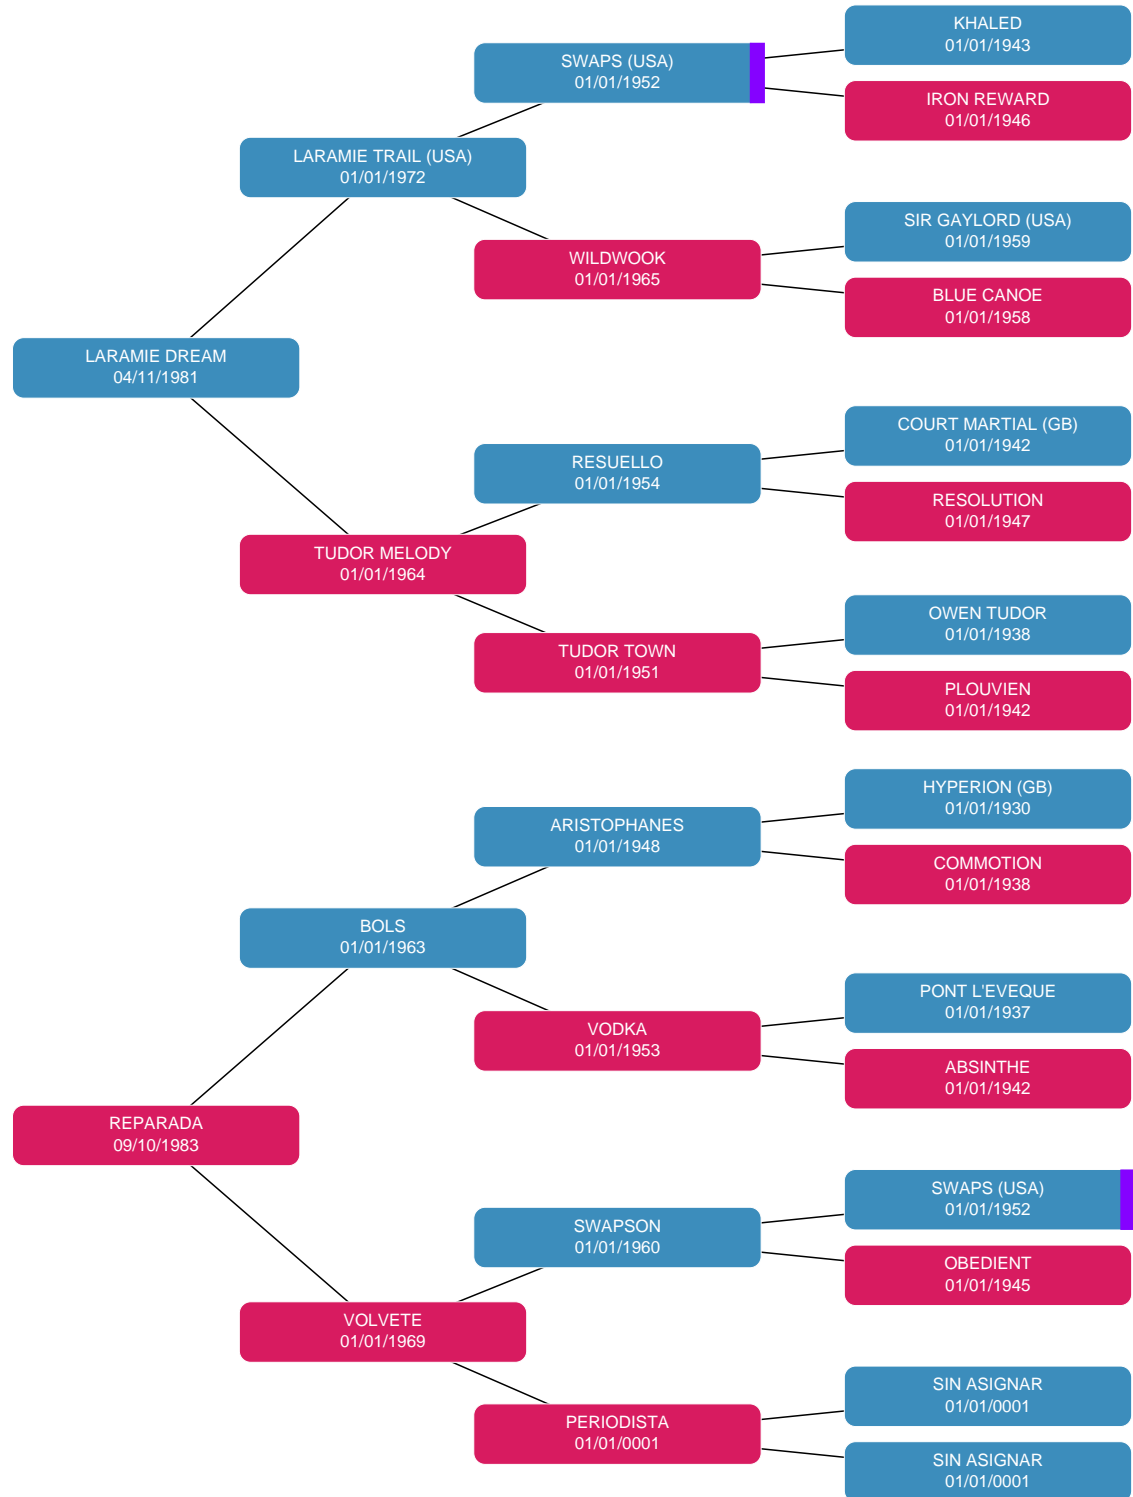 KHALED
01/01/1943
SWAPS (USA)
01/01/1952
IRON REWARD
01/01/1946
LARAMIE TRAIL (USA)
01/01/1972
SIR GAYLORD (USA)
01/01/1959
WILDWOOK
01/01/1965
BLUE CANOE
01/01/1958
LARAMIE DREAM
04/11/1981
COURT MARTIAL (GB)
01/01/1942
RESUELLO
01/01/1954
RESOLUTION
01/01/1947
TUDOR MELODY
01/01/1964
OWEN TUDOR
01/01/1938
TUDOR TOWN
01/01/1951
PLOUVIEN
01/01/1942
HYPERION (GB)
01/01/1930
ARISTOPHANES
01/01/1948
COMMOTION
01/01/1938
BOLS
01/01/1963
PONT L'EVEQUE
01/01/1937
VODKA
01/01/1953
ABSINTHE
01/01/1942
REPARADA
09/10/1983
SWAPS (USA)
01/01/1952
SWAPSON
01/01/1960
OBEDIENT
01/01/1945
VOLVETE
01/01/1969
SIN ASIGNAR
01/01/0001
PERIODISTA
01/01/0001
SIN ASIGNAR
01/01/0001